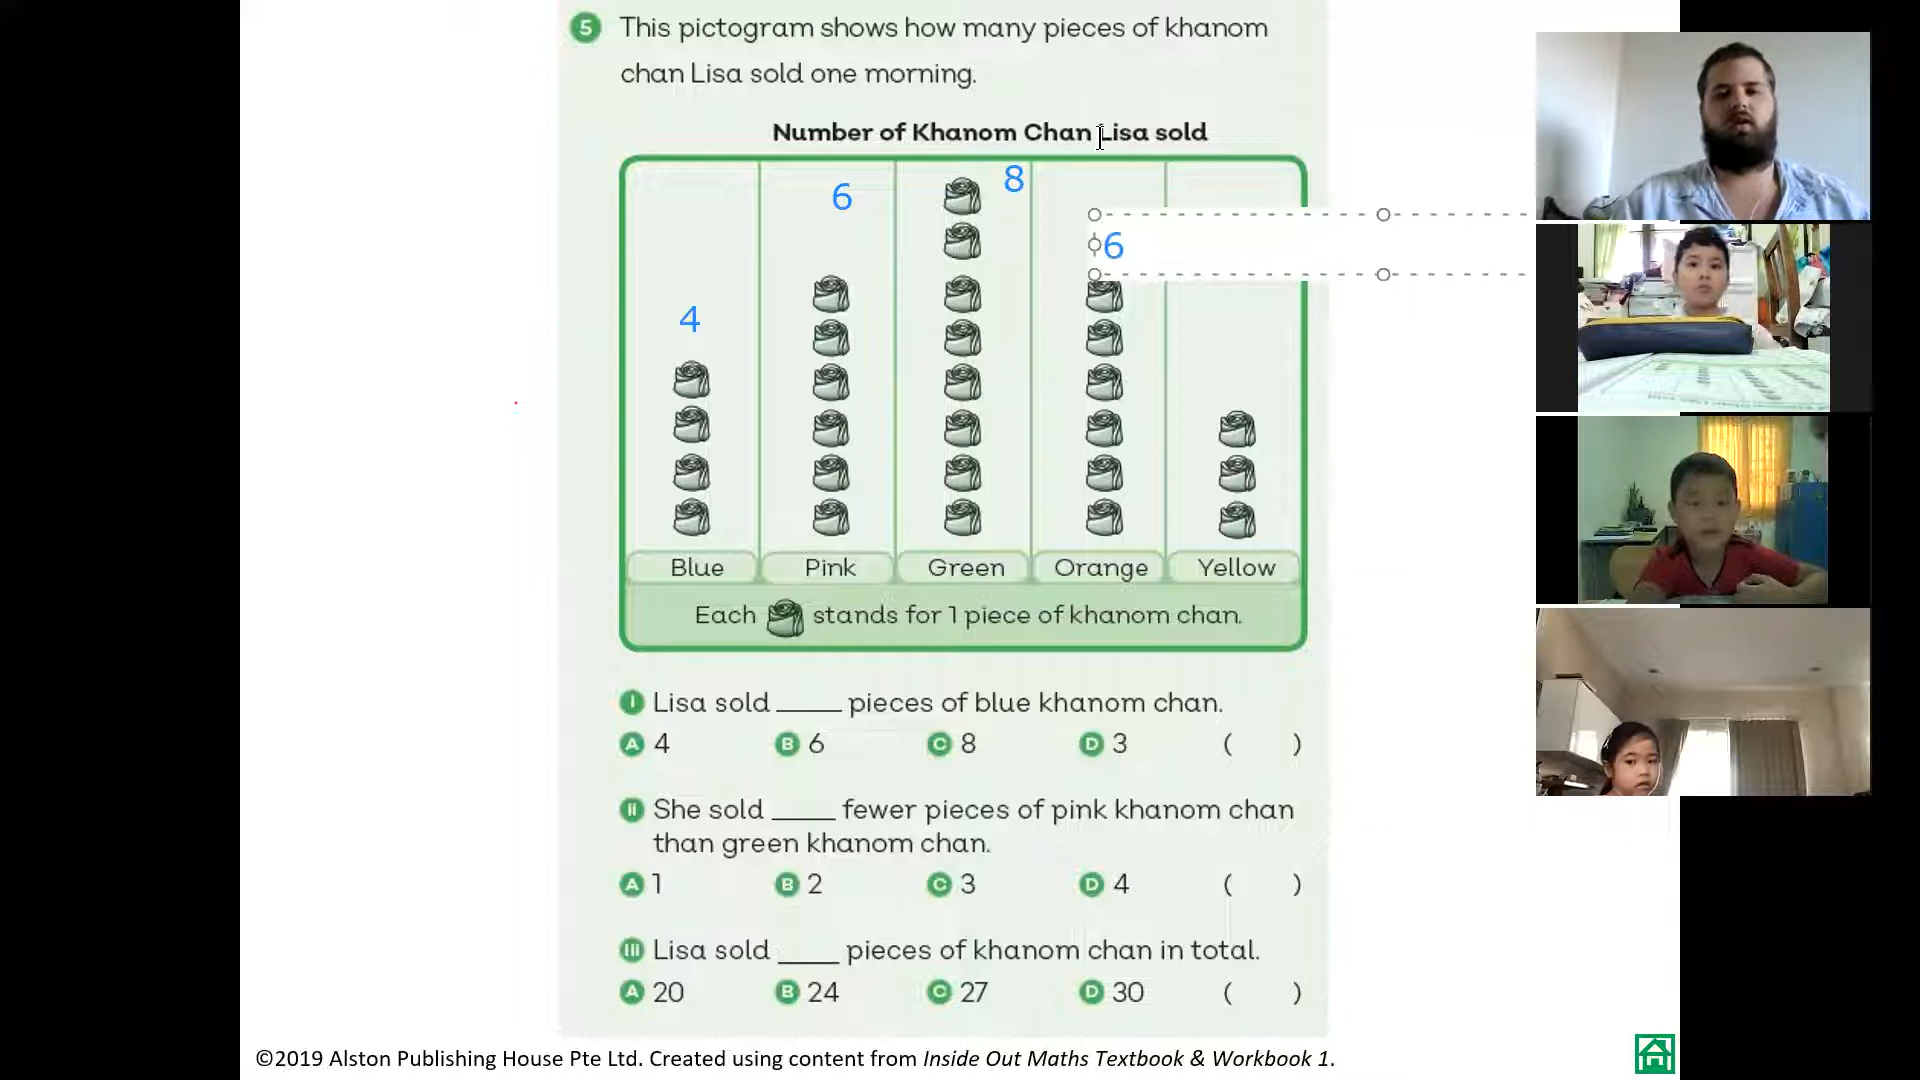 5 This pictogram shows how many pieces of khanom
chan Lisa sold one morning.
Number of Khanom Chan Lisa sold
4 6 8 6
Blue Pink Green Orange Yellow
Each stands for 1 piece of khanom chan.
I Lisa sold _____ pieces of blue khanom chan.
A 4 B 6 C 8 D 3 ( )
II She sold _____ fewer pieces of pink khanom chan
than green khanom chan.
A 1 B 2 C 3 D 4 ( )
III Lisa sold _____ pieces of khanom chan in total.
A 20 B 24 C 27 D 30 ( )
©2019 Alston Publishing House Pte Ltd. Created using content from Inside Out Maths Textbook & Workbook 1.